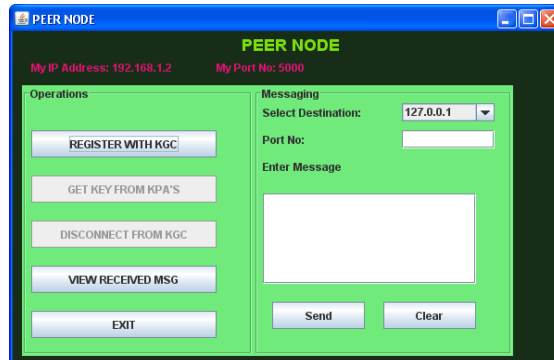 PEER NODE
PEER NODE
My IP Address: 192.168.1.2 My Port No: 5000
Operations
REGISTER WITH KGC
GET KEY FROM KPA'S
DISCONNECT FROM KGC
VIEW RECEIVED MSG
EXIT
Messaging
Select Destination: 127.0.0.1
Port No:
Enter Message
Send Clear